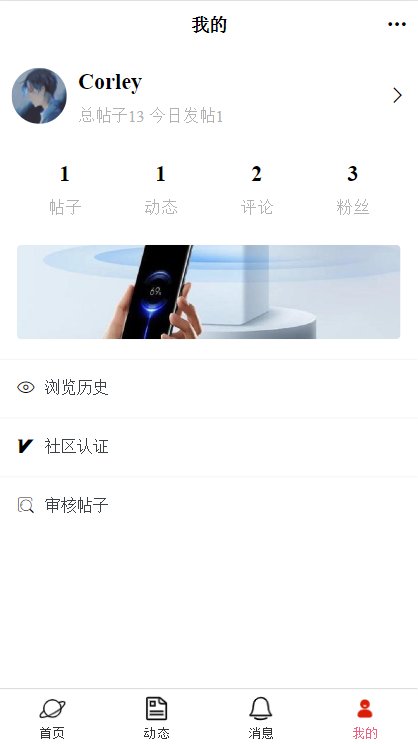 我的
Corley
总帖子13 今日发帖1
1 1 2 3
帖子 动态 评论 粉丝
69%
浏览历史
社区认证
审核帖子
首页 动态 消息 我的